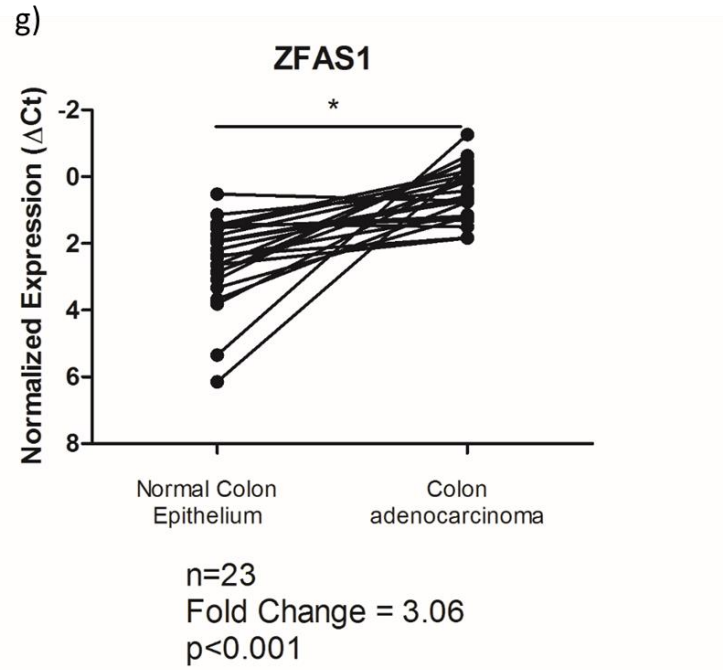 g)
ZFAS1
*
Normalized Expression (ΔCt)
-2
0
2
4
6
8
Normal Colon
Epithelium
Colon
adenocarcinoma
n=23
Fold Change = 3.06
p<0.001